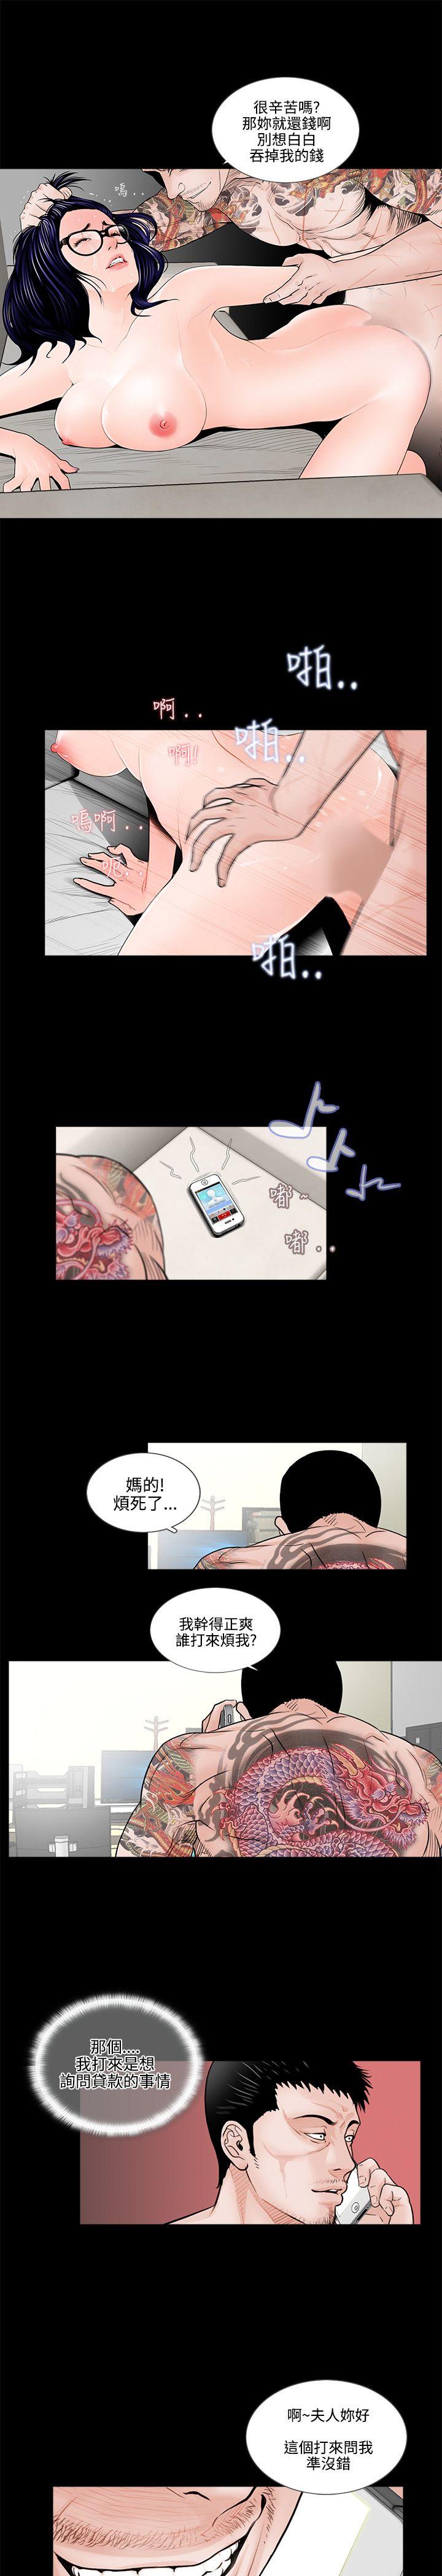 很辛苦嗎?
那妳就還錢啊
別想白白
吞掉我的錢
嗚..
啪..
啊..
啪..
啊!
嗚啊..
呃..
啪..
嘟~
嘟..
媽的!
煩死了...
我幹得正爽
誰打來煩我?
那個....
我打來是想
詢問貸款的事情
啊~夫人妳好
這個打來問我
準沒錯